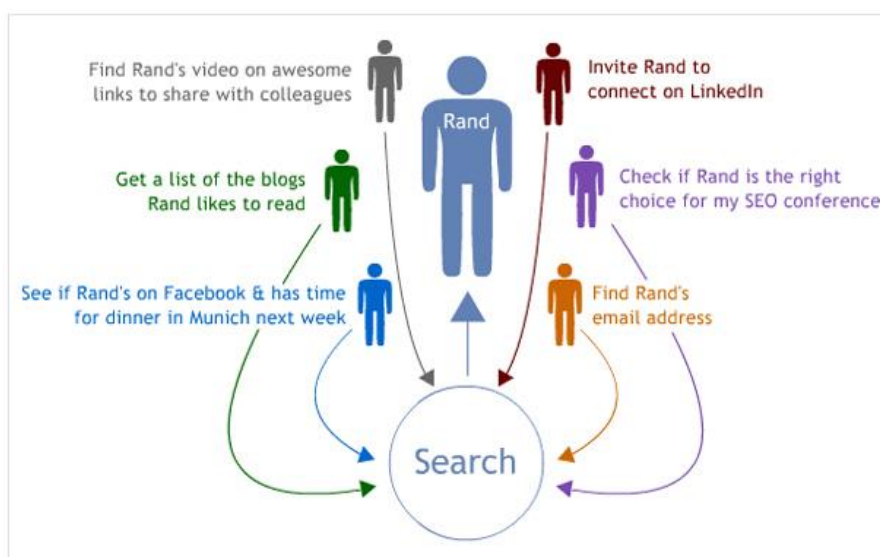 Find Rand's video on awesome
links to share with colleagues
Rand
Invite Rand to
connect on LinkedIn
Get a list of the blogs
Rand likes to read
Check if Rand is the right
choice for my SEO conference
See if Rand's on Facebook & has time
for dinner in Munich next week
Find Rand's
email address
Search